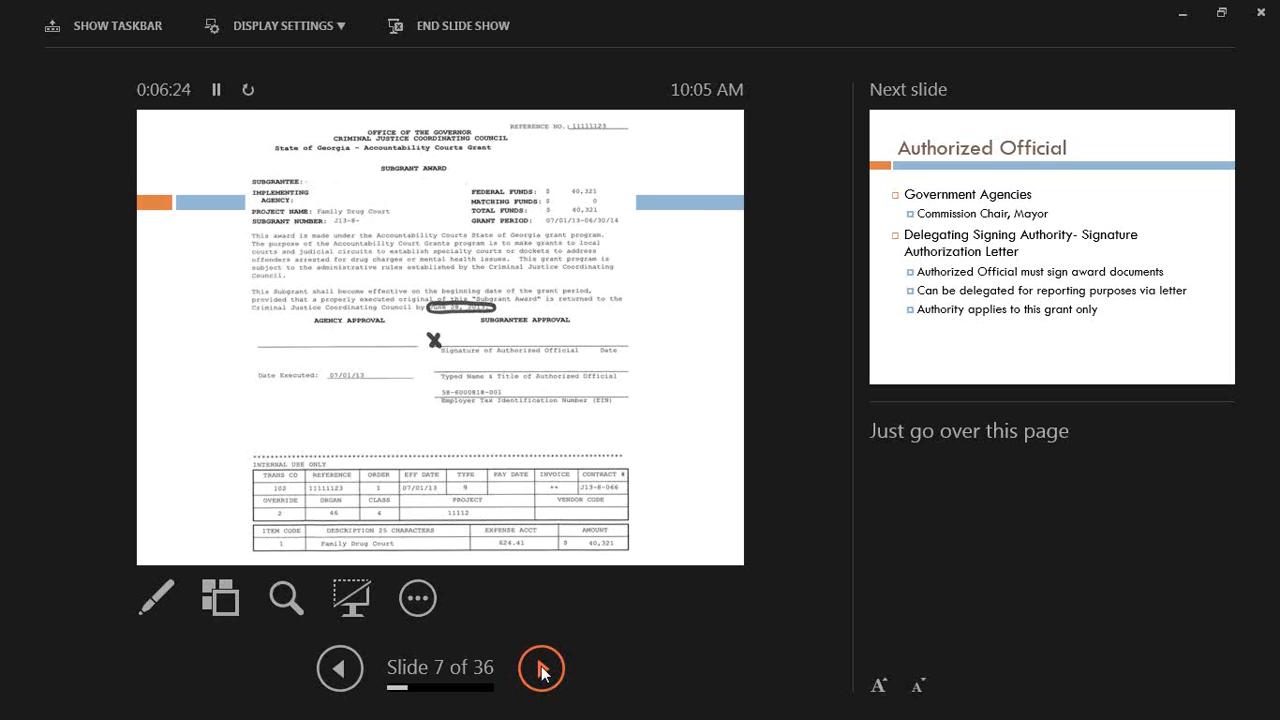 SHOW TASKBAR DISPLAY SETTINGS ▼ END SLIDE SHOW
0:06:24 10:05 AM
REFERENCE NO.: 11111123
OFFICE OF THE GOVERNOR
CRIMINAL JUSTICE COORDINATING COUNCIL
State of Georgia - Accountability Courts Grant
SUBGRANT AWARD
SUBGRANTEE:
IMPLEMENTING
AGENCY:
FEDERAL FUNDS: $ 40,321
MATCHING FUNDS: $ 0
PROJECT NAME: Family Drug Court TOTAL FUNDS: $ 40,321
SUBGRANT NUMBER: J13-8- GRANT PERIOD: 07/01/13-06/30/14
This award is made under the Accountability Courts State of Georgia grant program.
The purpose of the Accountability Court Grants program is to make grants to local
courts and judicial circuits to establish specialty courts or dockets to address
offenders arrested for drug charges or mental health issues. This grant program is
subject to the administrative rules established by the Criminal Justice Coordinating
Council.
This Subgrant shall become effective on the beginning date of the grant period,
provided that a properly executed original of this "Subgrant Award" is returned to the
Criminal Justice Coordinating Council by June 28, 2013.
AGENCY APPROVAL SUBGRANTEE APPROVAL
X
Signature of Authorized Official Date
Date Executed: 07/01/13
Typed Name & Title of Authorized Official
58-6000818-001
Employer Tax Identification Number (EIN)
INTERNAL USE ONLY
TRANS CD REFERENCE ORDER EFF DATE TYPE PAY DATE INVOICE CONTRACT #
102 11111123 1 07/01/13 9 ** J13-8-066
OVERRIDE ORGAN CLASS PROJECT VENDOR CODE
2 46 4 11112
ITEM CODE DESCRIPTION 25 CHARACTERS EXPENSE ACCT AMOUNT
1 Family Drug Court 624.41 $ 40,321
Slide 7 of 36
Next slide
Authorized Official
Government Agencies
Commission Chair, Mayor
Delegating Signing Authority- Signature
Authorization Letter
Authorized Official must sign award documents
Can be delegated for reporting purposes via letter
Authority applies to this grant only
Just go over this page
A A